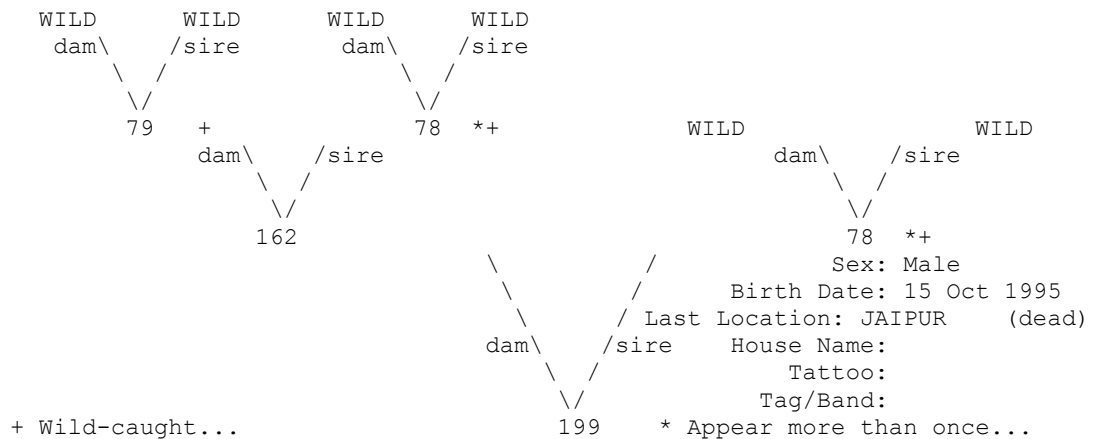 WILD WILD WILD WILD
dam\ /sire dam\ /sire
\ / \ /
\/ \/
79 + 78 *+ WILD WILD
dam\ /sire dam\ /sire
\ / \ /
\/ \/
162 78 *+
\ / Sex: Male
\ / Birth Date: 15 Oct 1995
\ / Last Location: JAIPUR (dead)
dam\ /sire House Name:
\ / Tattoo:
\/ Tag/Band:
+ Wild-caught... 199 * Appear more than once...